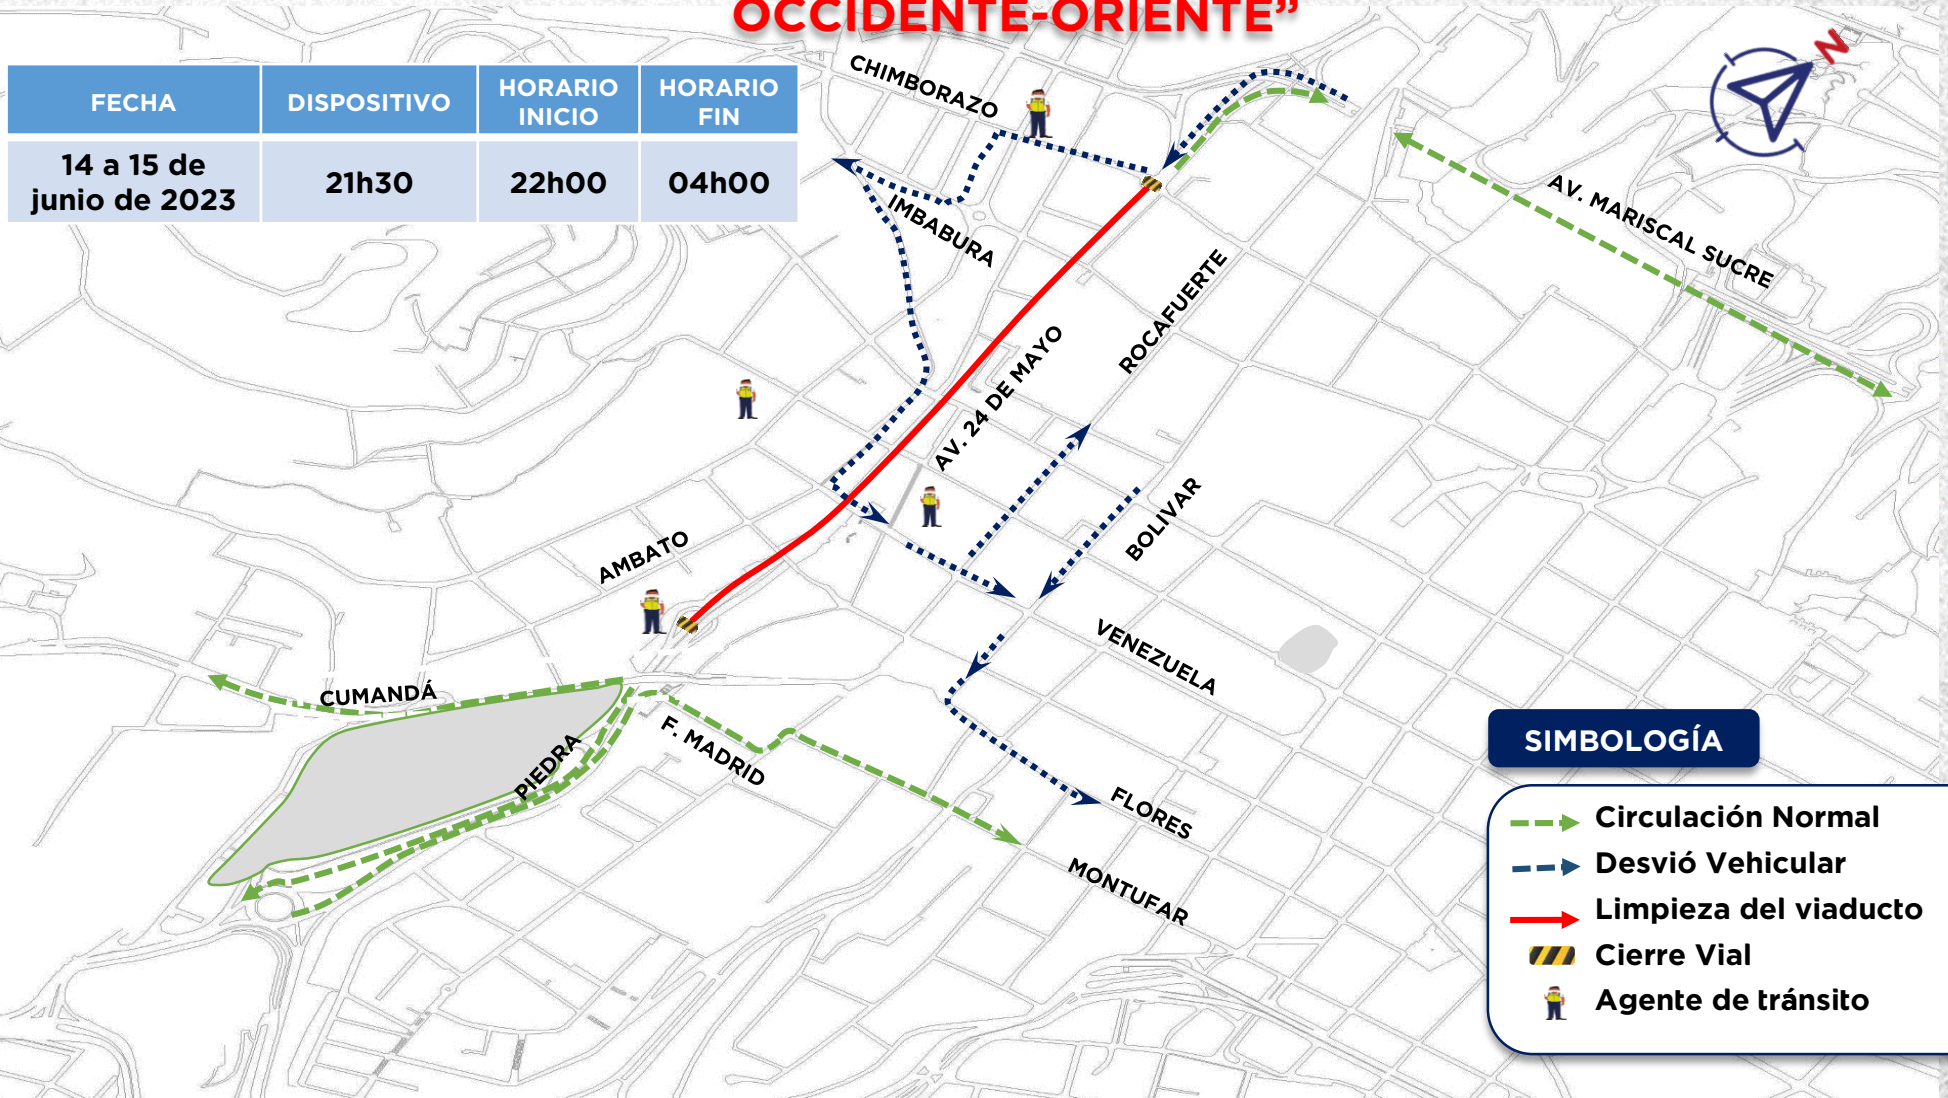 OCCIDENTE-ORIENTE”
FECHA
DISPOSITIVO
HORARIO
INICIO
HORARIO
FIN
14 a 15 de
junio de 2023
21h30
22h00
04h00
N
CHIMBORAZO
IMBABURA
AV. MARISCAL SUCRE
ROCAFUERTE
AV. 24 DE MAYO
BOLIVAR
AMBATO
VENEZUELA
CUMANDÁ
PIEDRA
F. MADRID
FLORES
MONTUFAR
SIMBOLOGÍA
Circulación Normal
Desvió Vehicular
Limpieza del viaducto
Cierre Vial
Agente de tránsito